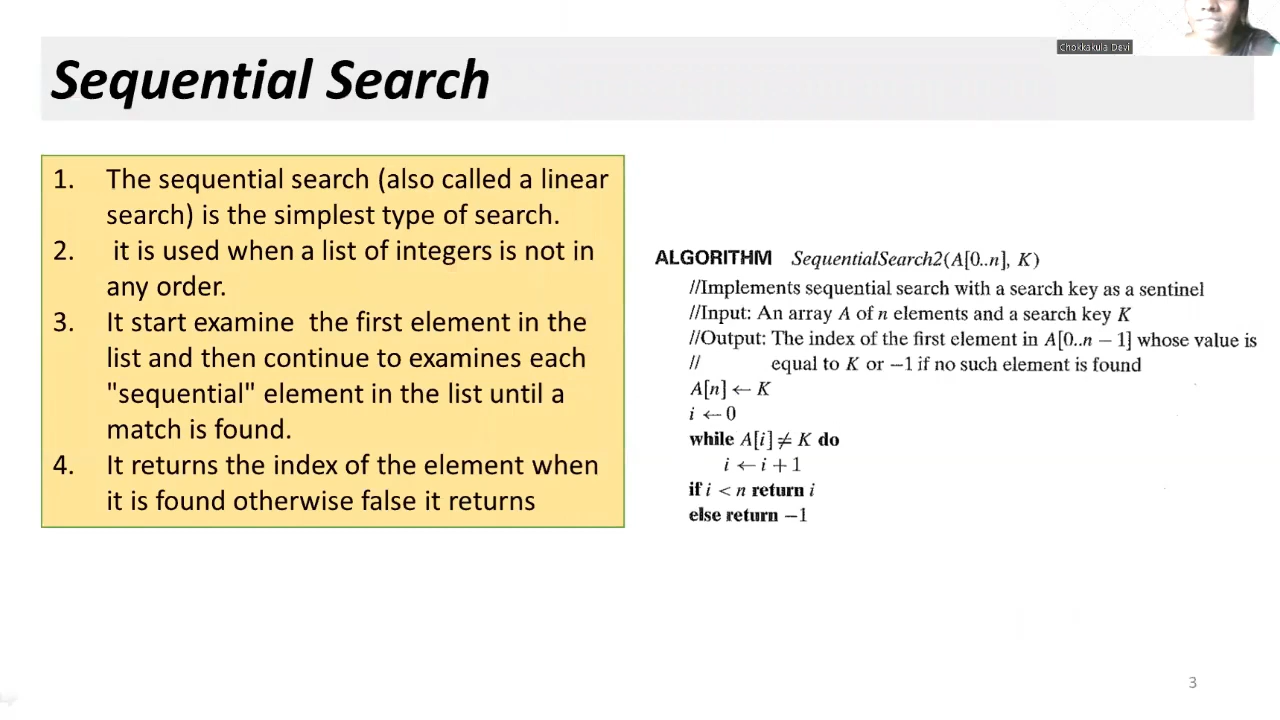 Chokkakula Devi
Sequential Search
1. The sequential search (also called a linear
search) is the simplest type of search.
2. it is used when a list of integers is not in
any order.
3. It start examine the first element in the
list and then continue to examines each
"sequential" element in the list until a
match is found.
4. It returns the index of the element when
it is found otherwise false it returns
ALGORITHM SequentialSearch2(A[0..n], K)
//Implements sequential search with a search key as a sentinel
//Input: An array A of n elements and a search key K
//Output: The index of the first element in A[0..n − 1] whose value is
// equal to K or −1 if no such element is found
A[n] ← K
i ← 0
while A[i] ≠ K do
i ← i + 1
if i < n return i
else return −1
3